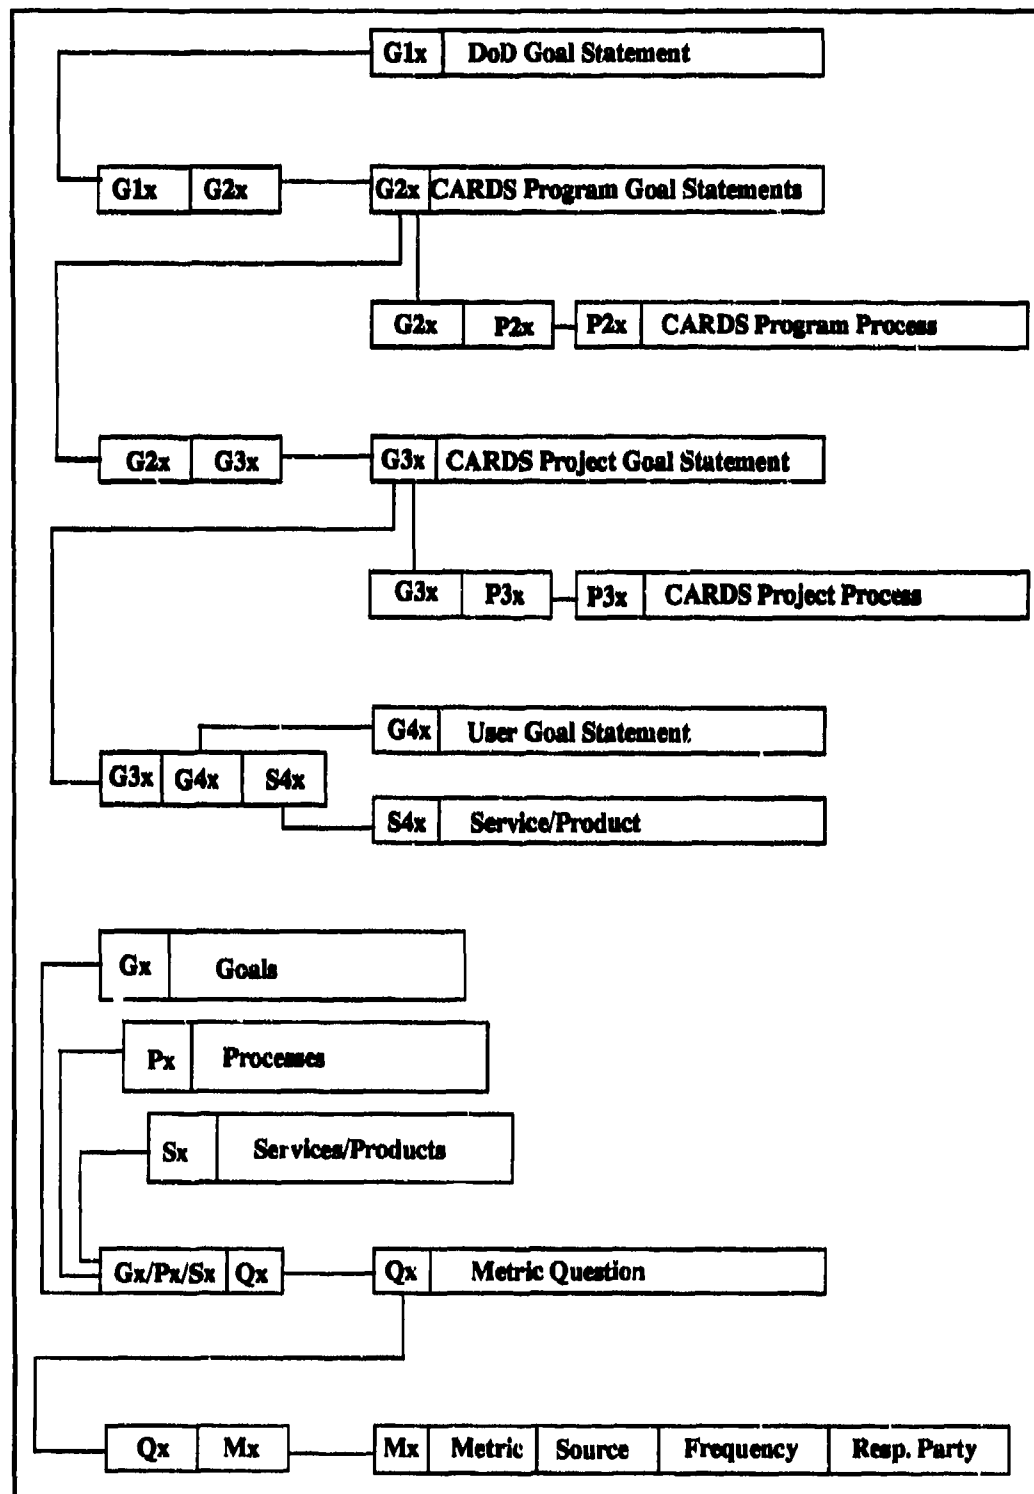 G1x DoD Goal Statement
G1x G2x G2x CARDS Program Goal Statements
G2x P2x P2x CARDS Program Process
G2x G3x G3x CARDS Project Goal Statement
G3x P3x P3x CARDS Project Process
G4x User Goal Statement
G3x G4x S4x
S4x Service/Product
Gx Goals
Px Processes
Sx Services/Products
Gx/Px/Sx Qx Qx Metric Question
Qx Mx Mx Metric Source Frequency Resp. Party